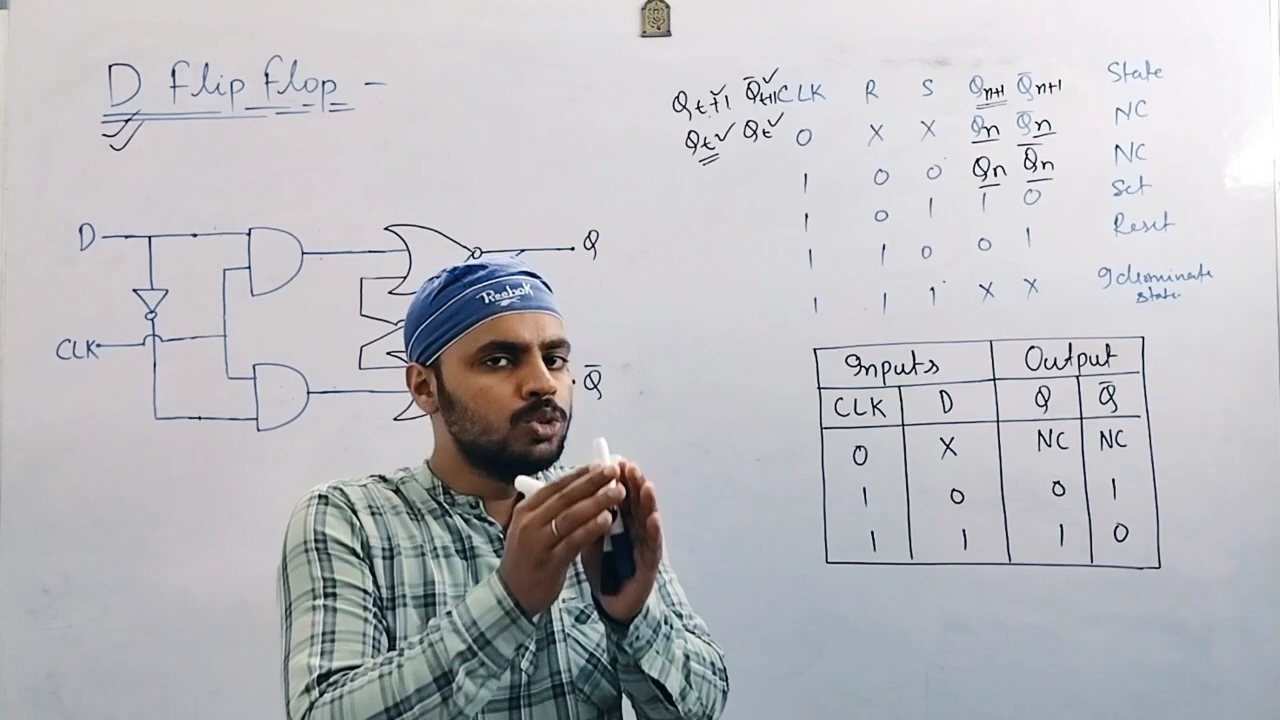 D Flip Flop -
Qt+1 Q̄t+1 CLK R S Qn+1 Q̄n+1 State
Qt Qt 0 X X Qn Q̄n NC
1 0 0 Qn Q̄n NC
1 0 1 1 0 Set
1 1 0 0 1 Reset
1 1 1 X X state.
D
Q
CLK
Q̄
Reebok
Inputs Output
CLK D Q Q̄
0 X NC NC
1 0 0 1
1 1 1 0